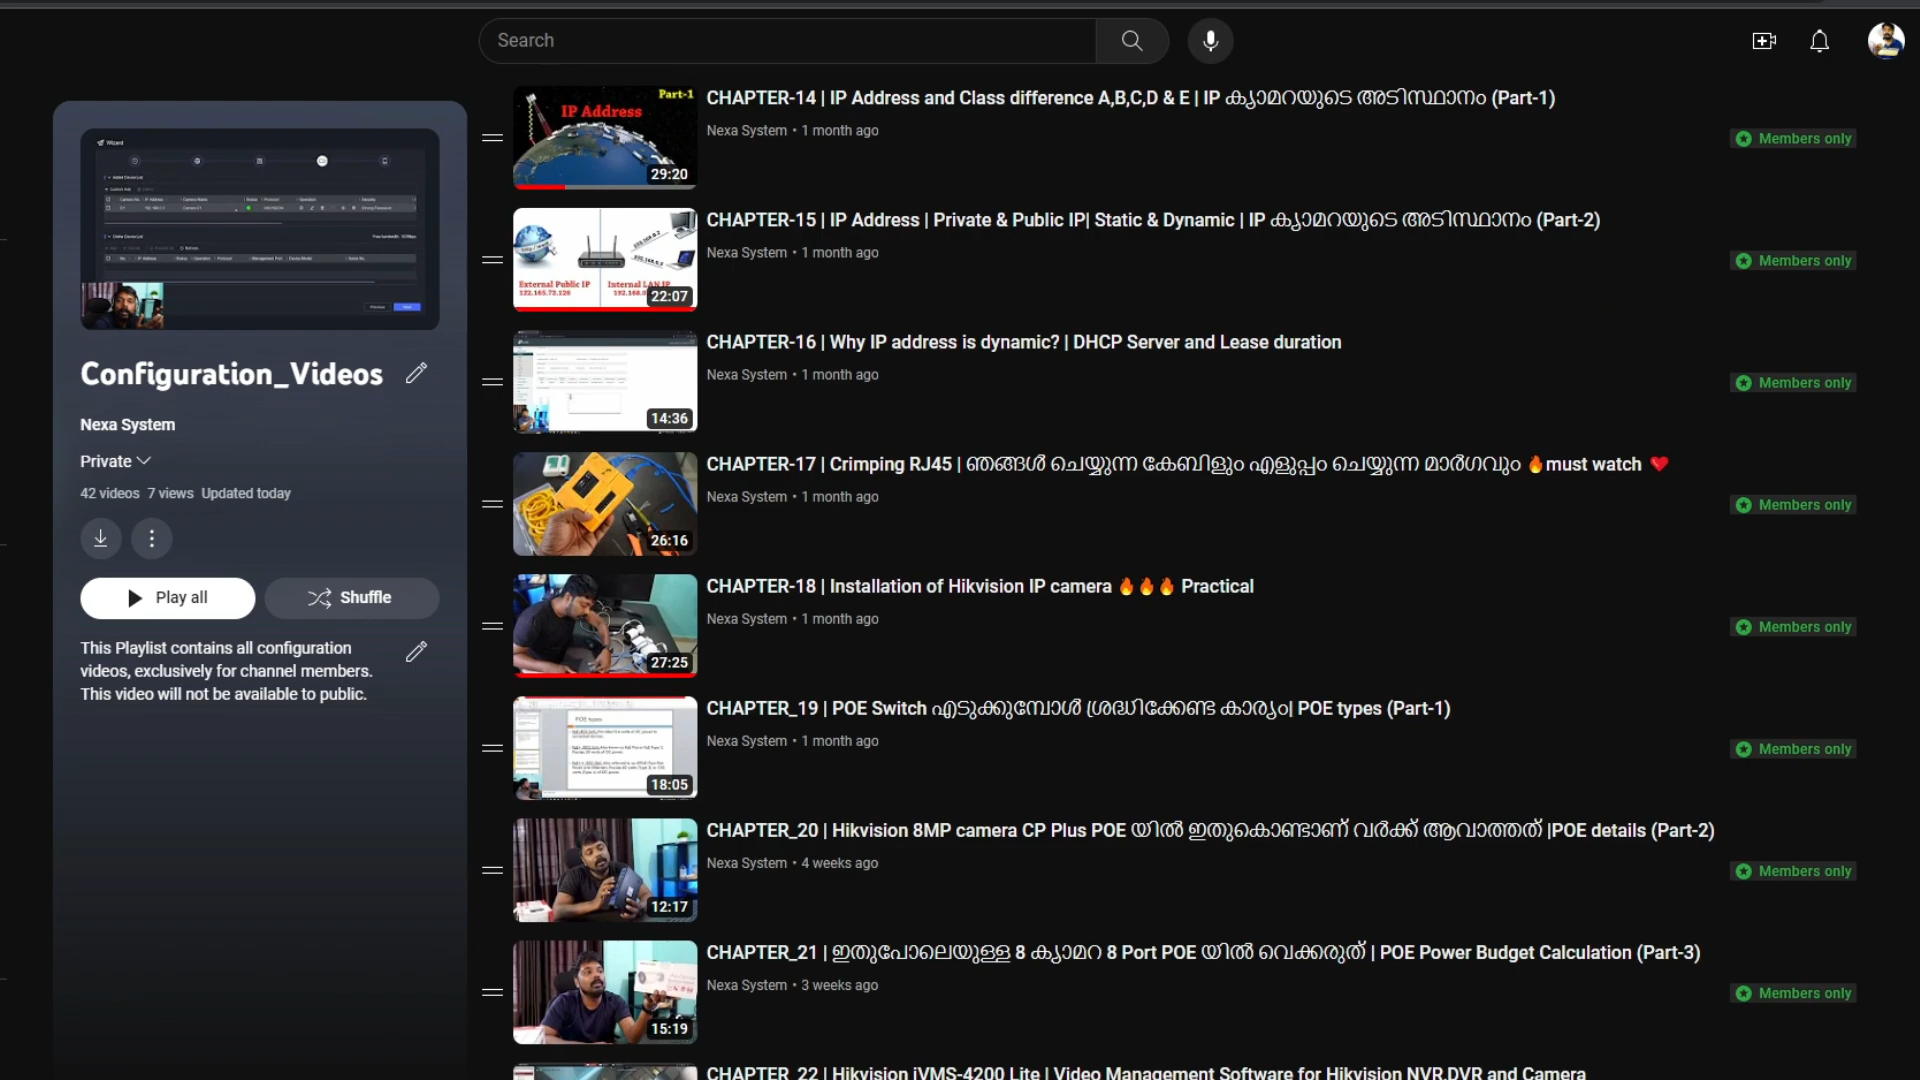 Search
Wizard
Configuration_Videos
Nexa System
Private
42 videos 7 views Updated today
Play all
Shuffle
This Playlist contains all configuration
videos, exclusively for channel members.
This video will not be available to public.
Part-1
IP Address
29:20
CHAPTER-14 | IP Address and Class difference A,B,C,D & E | IP ക്യാമറയുടെ അടിസ്ഥാനം (Part-1)
Nexa System • 1 month ago
Members only
External Public IP
Internal LAN IP
122.165.73.126
22:07
CHAPTER-15 | IP Address | Private & Public IP| Static & Dynamic | IP ക്യാമറയുടെ അടിസ്ഥാനം (Part-2)
Nexa System • 1 month ago
Members only
14:36
CHAPTER-16 | Why IP address is dynamic? | DHCP Server and Lease duration
Nexa System • 1 month ago
Members only
26:16
CHAPTER-17 | Crimping RJ45 | ഞങ്ങൾ ചെയ്യുന്ന കേബിളും എളുപ്പം ചെയ്യുന്ന മാർഗവും 🔥must watch ❤️
Nexa System • 1 month ago
Members only
27:25
CHAPTER-18 | Installation of Hikvision IP camera 🔥🔥🔥 Practical
Nexa System • 1 month ago
Members only
POE types
18:05
CHAPTER_19 | POE Switch എടുക്കുമ്പോൾ ശ്രദ്ധിക്കേണ്ട കാര്യം| POE types (Part-1)
Nexa System • 1 month ago
Members only
12:17
CHAPTER_20 | Hikvision 8MP camera CP Plus POE യിൽ ഇതുകൊണ്ടാണ് വർക്ക് ആവാത്തത് |POE details (Part-2)
Nexa System • 4 weeks ago
Members only
15:19
CHAPTER_21 | ഇതുപോലെയുള്ള 8 ക്യാമറ 8 Port POE യിൽ വെക്കരുത് | POE Power Budget Calculation (Part-3)
Nexa System • 3 weeks ago
Members only
CHAPTER_22 | Hikvision iVMS-4200 Lite | Video Management Software for Hikvision NVR,DVR and Camera